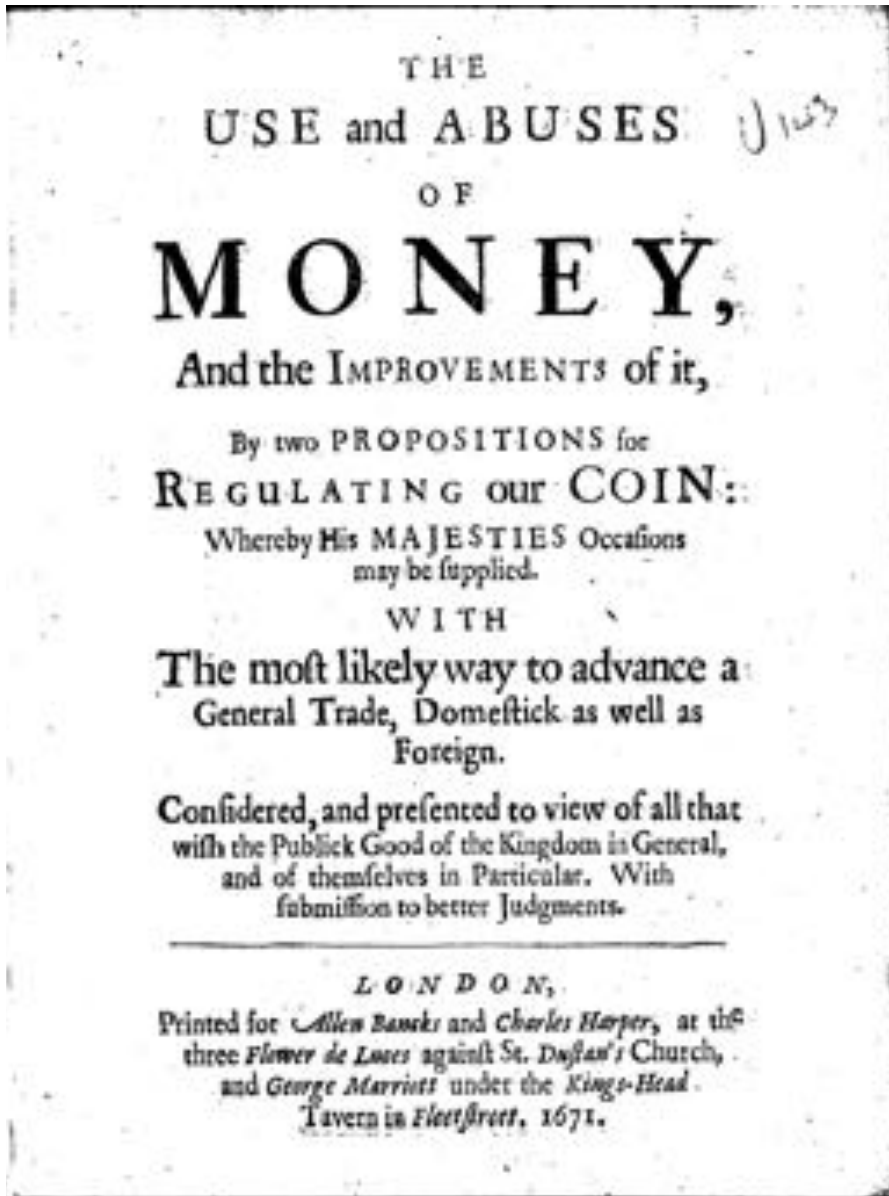 THE
USE and ABUSES
OF
MONEY,
And the IMPROVEMENTS of it,
By two PROPOSITIONS for
REGULATING our COIN:
Whereby His MAJESTIES Occaſions
may be ſupplied.
WITH
The moſt likely way to advance a
General Trade, Domeſtick as well as
Foreign.
Conſidered, and preſented to view of all that
wiſh the Publick Good of the Kingdom in General,
and of themſelves in Particular. With
ſubmiſſion to better Judgments.
LONDON,
Printed for Allen Bancks and Charles Harper, at the
three Flower de Luces againſt St. Dunſtan's Church,
and George Marriott under the Kings-Head
Tavern in Fleetſtreet. 1671.